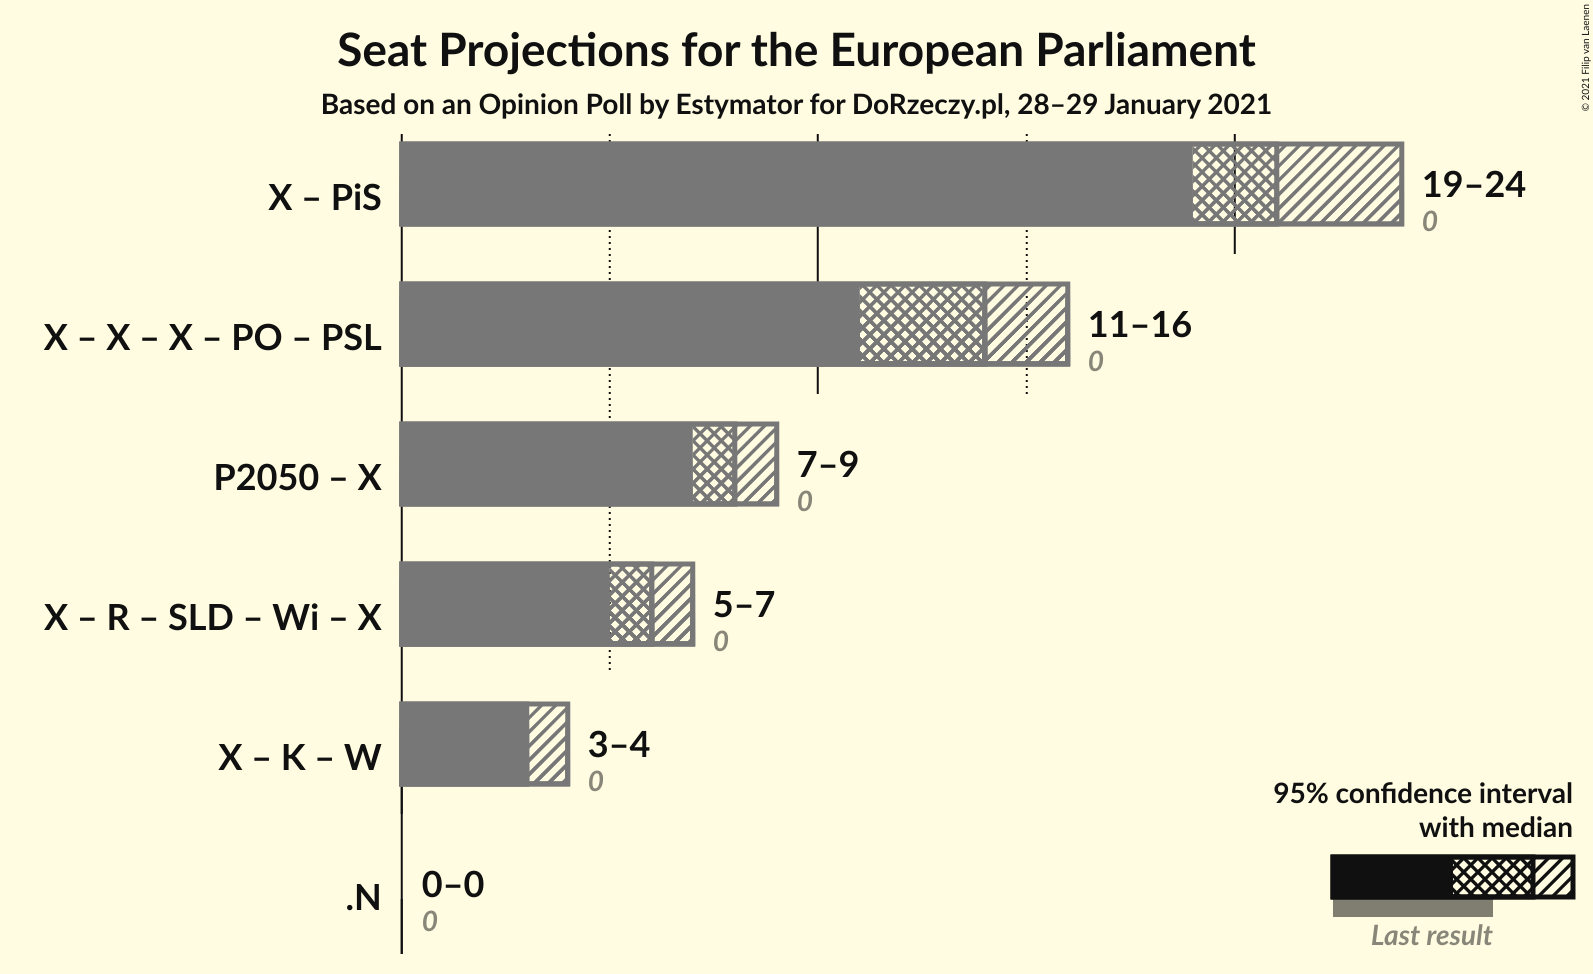 Seat Projections for the European Parliament
Based on an Opinion Poll by Estymator for DoRzeczy.pl, 28–29 January 2021
© 2021 Filip van Laenen
X – PiS
19–24
0
X – X – X – PO – PSL
11–16
0
P2050 – X
7–9
0
X – R – SLD – Wi – X
5–7
0
X – K – W
3–4
0
.N
0–0
0
95% confidence interval
with median
Last result